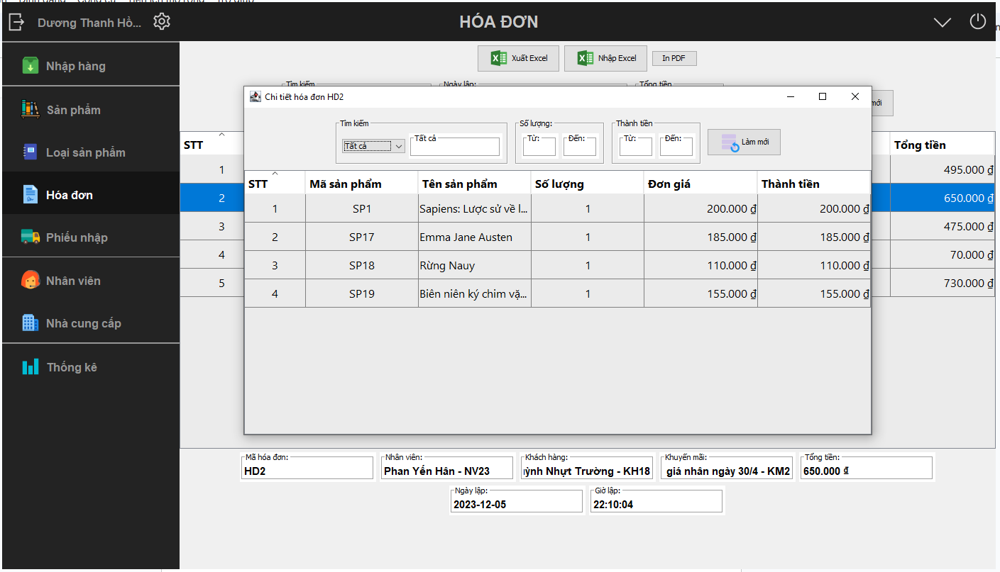 Dương Thanh Hồ...
HÓA ĐƠN
Nhập hàng
Sản phẩm
Loại sản phẩm
Hóa đơn
Phiếu nhập
Nhân viên
Nhà cung cấp
Thống kê
Xuất Excel
Nhập Excel
In PDF
Tìm kiếm
Ngày lập:
Tổng tiền
mới
STT
Tổng tiền
1
495.000 ₫
2
650.000 ₫
3
475.000 ₫
4
70.000 ₫
5
730.000 ₫
Chi tiết hóa đơn HD2
Tìm kiếm
Tất cả
Tất cả
Số lượng:
Từ:
Đến:
Thành tiền
Từ:
Đến:
Làm mới
STT Mã sản phẩm Tên sản phẩm Số lượng Đơn giá Thành tiền
1 SP1 Sapiens: Lược sử về l... 1 200.000 ₫ 200.000 ₫
2 SP17 Emma Jane Austen 1 185.000 ₫ 185.000 ₫
3 SP18 Rừng Nauy 1 110.000 ₫ 110.000 ₫
4 SP19 Biên niên ký chim vặ... 1 155.000 ₫ 155.000 ₫
Mã hóa đơn:
HD2
Nhân viên:
Phan Yến Hân - NV23
Khách hàng:
Nhựt Trường - KH18
Khuyến mãi:
giá nhân ngày 30/4 - KM2
Tổng tiền:
650.000 ₫
Ngày lập:
2023-12-05
Giờ lập:
22:10:04